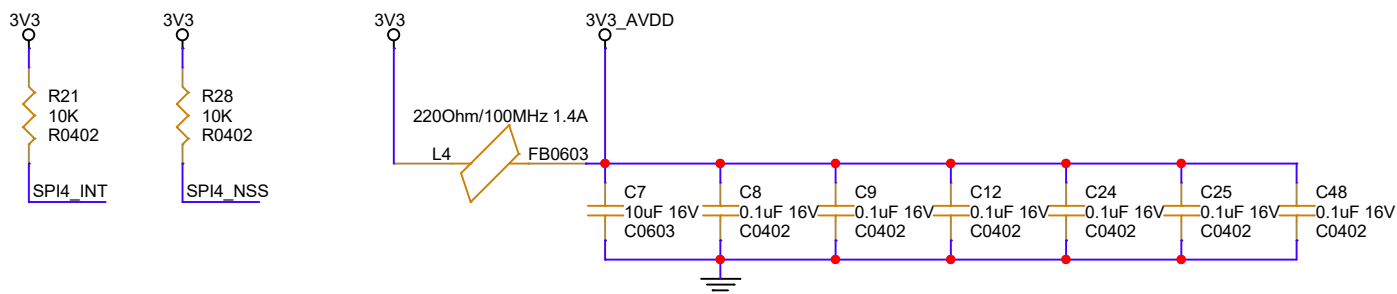 3V3
3V3
3V3
3V3_AVDD
R21
10K
R0402
R28
10K
R0402
220Ohm/100MHz 1.4A
L4
FB0603
SPI4_INT
SPI4_NSS
C7
10uF 16V
C0603
C8
0.1uF 16V
C0402
C9
0.1uF 16V
C0402
C12
0.1uF 16V
C0402
C24
0.1uF 16V
C0402
C25
0.1uF 16V
C0402
C48
0.1uF 16V
C0402